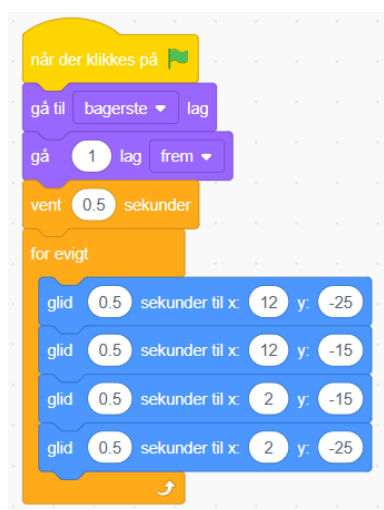 når der klikkes på
gå til bagerste lag
gå 1 lag frem
vent 0.5 sekunder
for evigt
glid 0.5 sekunder til x: 12 y: -25
glid 0.5 sekunder til x: 12 y: -15
glid 0.5 sekunder til x: 2 y: -15
glid 0.5 sekunder til x: 2 y: -25